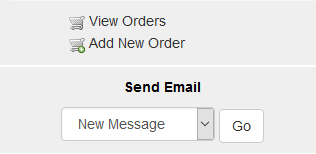 View Orders
Add New Order
Send Email
New Message
Go